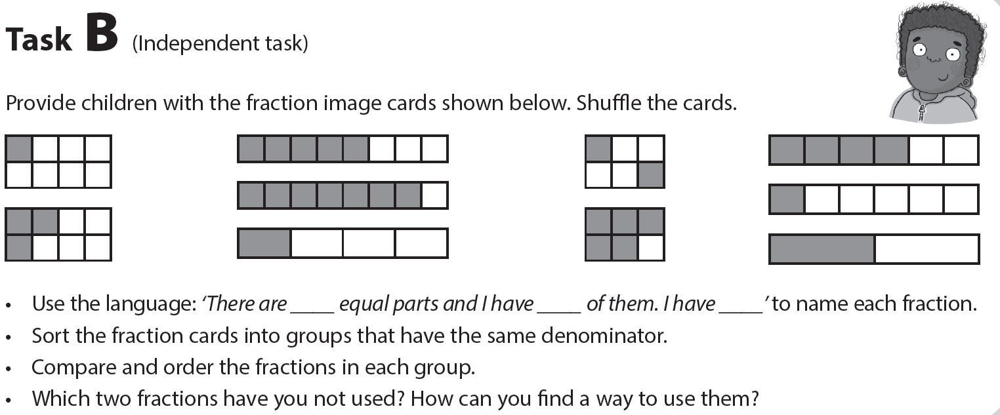 Task B (Independent task)
Provide children with the fraction image cards shown below. Shuffle the cards.
• Use the language: ‘There are ____ equal parts and I have ____ of them. I have ____ ’ to name each fraction.
• Sort the fraction cards into groups that have the same denominator.
• Compare and order the fractions in each group.
• Which two fractions have you not used? How can you find a way to use them?